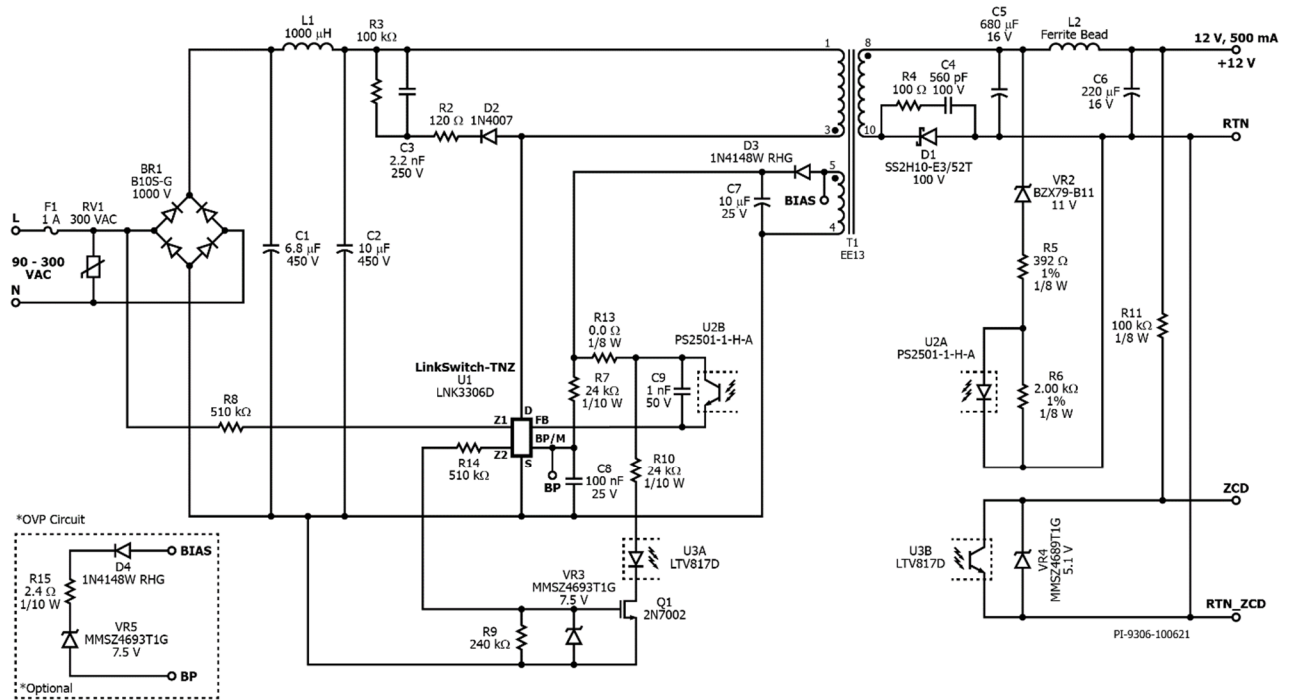 L1
1000 µH
R3
100 kΩ
C5
680 µF
16 V
L2
Ferrite Bead
12 V, 500 mA
+12 V
1
8
R4
100 Ω
C4
560 pF
100 V
C6
220 µF
16 V
R2
120 Ω
D2
1N4007
3
10
RTN
C3
2.2 nF
250 V
D1
SS2H10-E3/52T
100 V
D3
1N4148W RHG
5
BR1
B10S-G
1000 V
C7
10 µF
25 V
BIAS
4
VR2
BZX79-B11
11 V
L
F1
1 A
RV1
300 VAC
T1
EE13
90 - 300
VAC
N
C1
6.8 µF
450 V
C2
10 µF
450 V
R5
392 Ω
1%
1/8 W
R13
0.0 Ω
1/8 W
U2B
PS2501-1-H-A
R11
100 kΩ
1/8 W
U2A
PS2501-1-H-A
LinkSwitch-TNZ
U1
LNK3306D
R7
24 kΩ
1/10 W
C9
1 nF
50 V
R6
2.00 kΩ
1%
1/8 W
R8
510 kΩ
D
Z1
FB
BP/M
Z2
S
R14
510 kΩ
BP
C8
100 nF
25 V
R10
24 kΩ
1/10 W
ZCD
*OVP Circuit
BIAS
D4
1N4148W RHG
R15
2.4 Ω
1/10 W
VR5
MMSZ4693T1G
7.5 V
BP
*Optional
U3A
LTV817D
U3B
LTV817D
VR4
MMSZ4689T1G
5.1 V
VR3
MMSZ4693T1G
7.5 V
Q1
2N7002
R9
240 kΩ
RTN_ZCD
PI-9306-100621